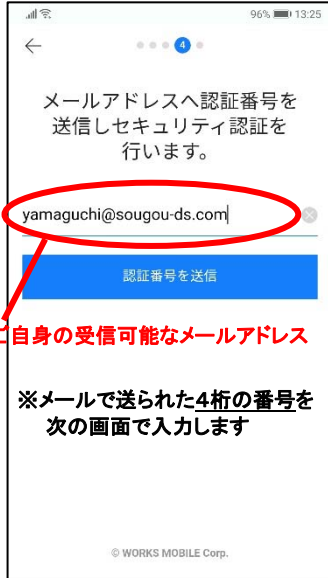 96% 13:25
4
メールアドレスへ認証番号を
送信しセキュリティ認証を
行います。
yamaguchi@sougou-ds.com
認証番号を送信
ご自身の受信可能なメールアドレス
※メールで送られた4桁の番号を
次の画面で入力します
© WORKS MOBILE Corp.